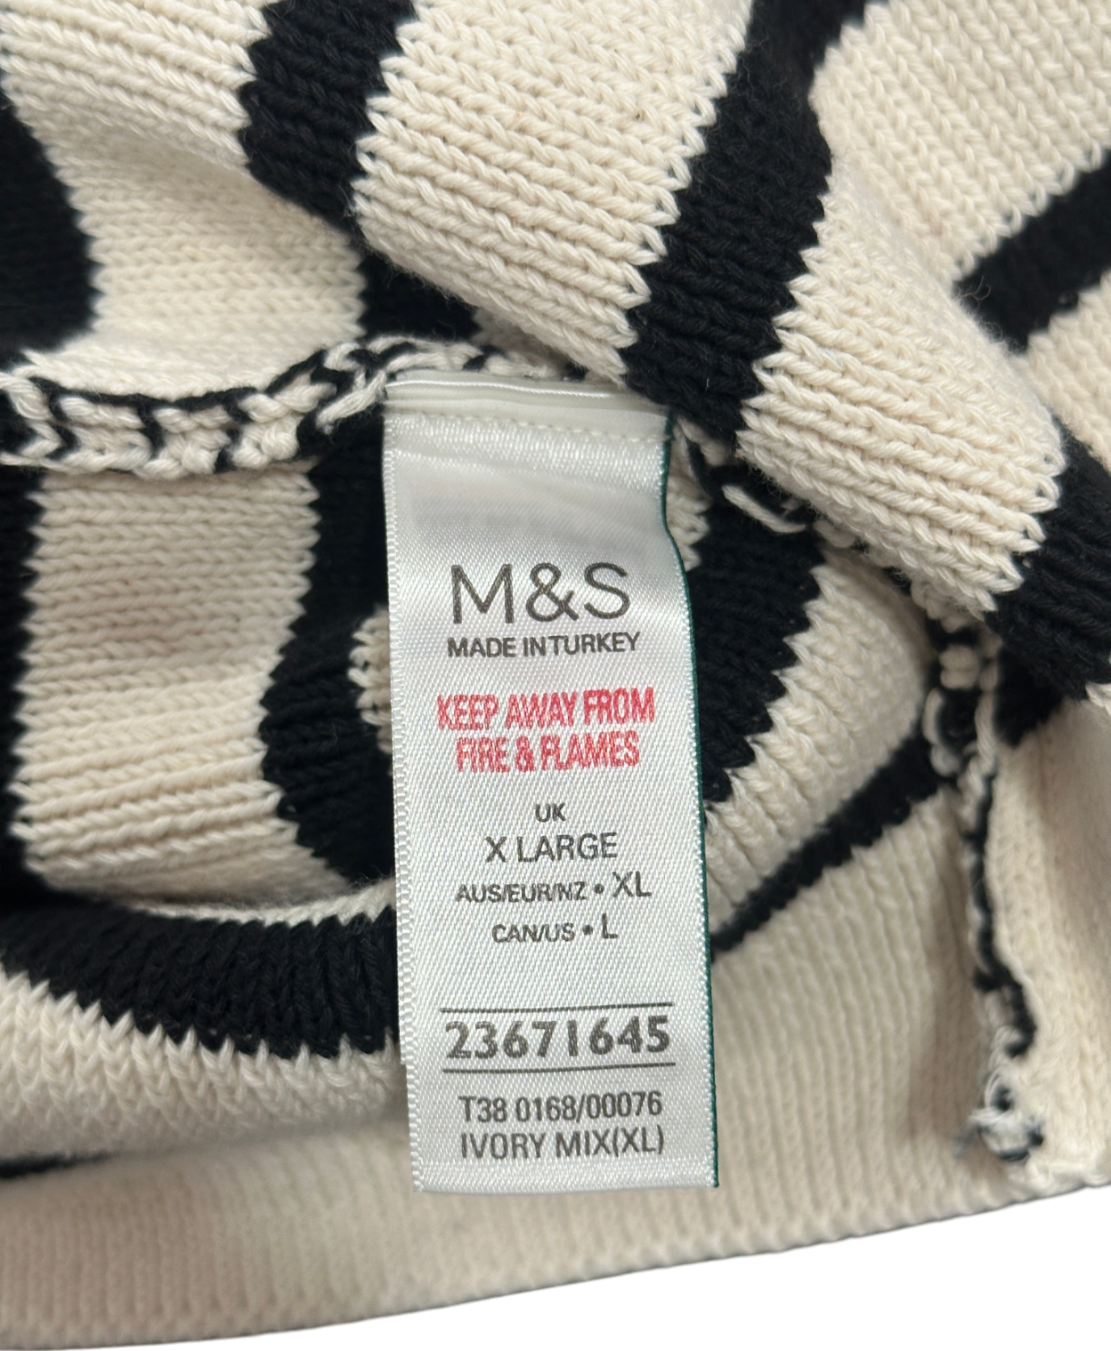 M&S
MADE IN TURKEY
KEEP AWAY FROM
FIRE & FLAMES
UK
X LARGE
AUS/EUR/NZ • XL
CAN/US • L
23671645
T38 0168/00076
IVORY MIX(XL)